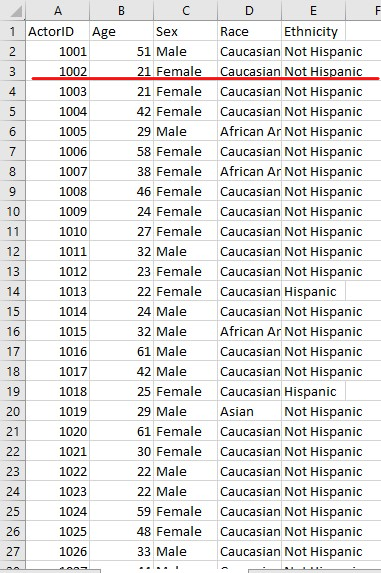 A B C D E F
1 ActorID Age Sex Race Ethnicity
2 1001 51 Male Caucasian Not Hispanic
3 1002 21 Female Caucasian Not Hispanic
4 1003 21 Female Caucasian Not Hispanic
5 1004 42 Female Caucasian Not Hispanic
6 1005 29 Male African Ar Not Hispanic
7 1006 58 Female Caucasian Not Hispanic
8 1007 38 Female African Ar Not Hispanic
9 1008 46 Female Caucasian Not Hispanic
10 1009 24 Female Caucasian Not Hispanic
11 1010 27 Female Caucasian Not Hispanic
12 1011 32 Male Caucasian Not Hispanic
13 1012 23 Female Caucasian Not Hispanic
14 1013 22 Female Caucasian Hispanic
15 1014 24 Male Caucasian Not Hispanic
16 1015 32 Male African Ar Not Hispanic
17 1016 61 Male Caucasian Not Hispanic
18 1017 42 Male Caucasian Not Hispanic
19 1018 25 Female Caucasian Hispanic
20 1019 29 Male Asian Not Hispanic
21 1020 61 Female Caucasian Not Hispanic
22 1021 30 Female Caucasian Not Hispanic
23 1022 22 Male Caucasian Not Hispanic
24 1023 22 Male Caucasian Not Hispanic
25 1024 59 Female Caucasian Not Hispanic
26 1025 48 Female Caucasian Not Hispanic
27 1026 33 Male Caucasian Not Hispanic